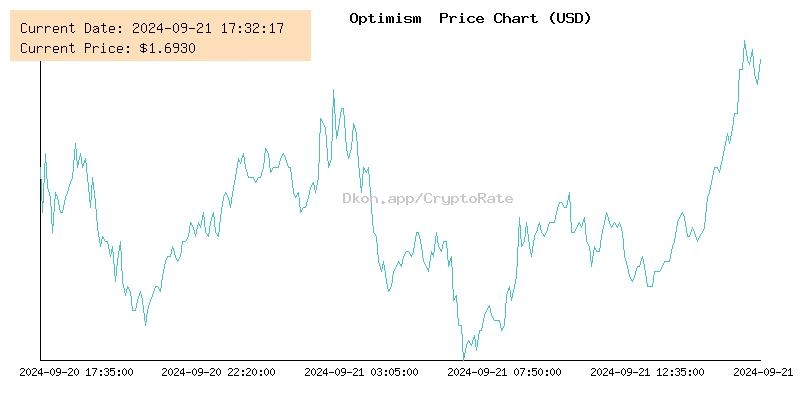 Optimism  Price Chart (USD)
Current Date: 2024-09-21 17:32:17
Current Price: $1.6930
Dkon.app/CryptoRate
2024-09-20 17:35:00 2024-09-20 22:20:00 2024-09-21 03:05:00 2024-09-21 07:50:00 2024-09-21 12:35:00 2024-09-21